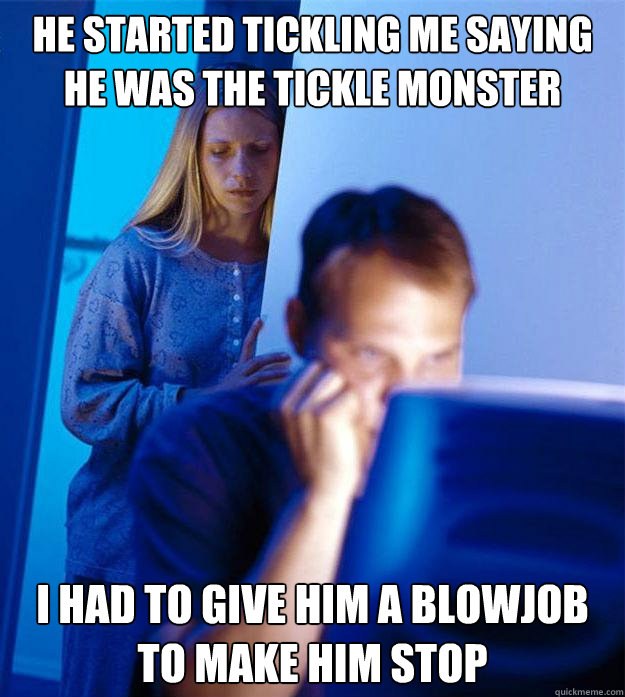 HE STARTED TICKLING ME SAYING
HE WAS THE TICKLE MONSTER
I HAD TO GIVE HIM A BLOWJOB
TO MAKE HIM STOP
quickmeme.com